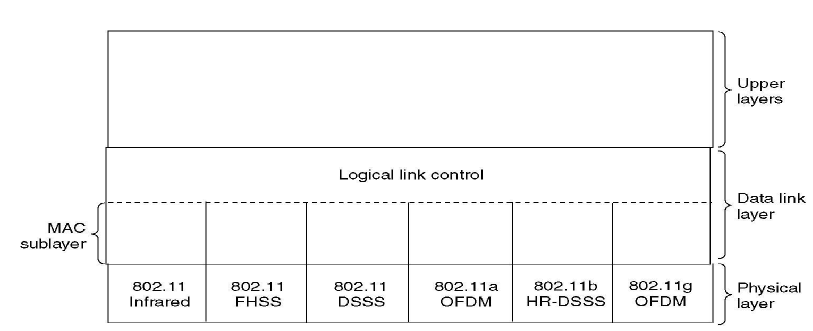 Upper
layers
Logical link control
Data link
layer
MAC
sublayer
802.11
Infrared
802.11
FHSS
802.11
DSSS
802.11a
OFDM
802.11b
HR-DSSS
802.11g
OFDM
Physical
layer